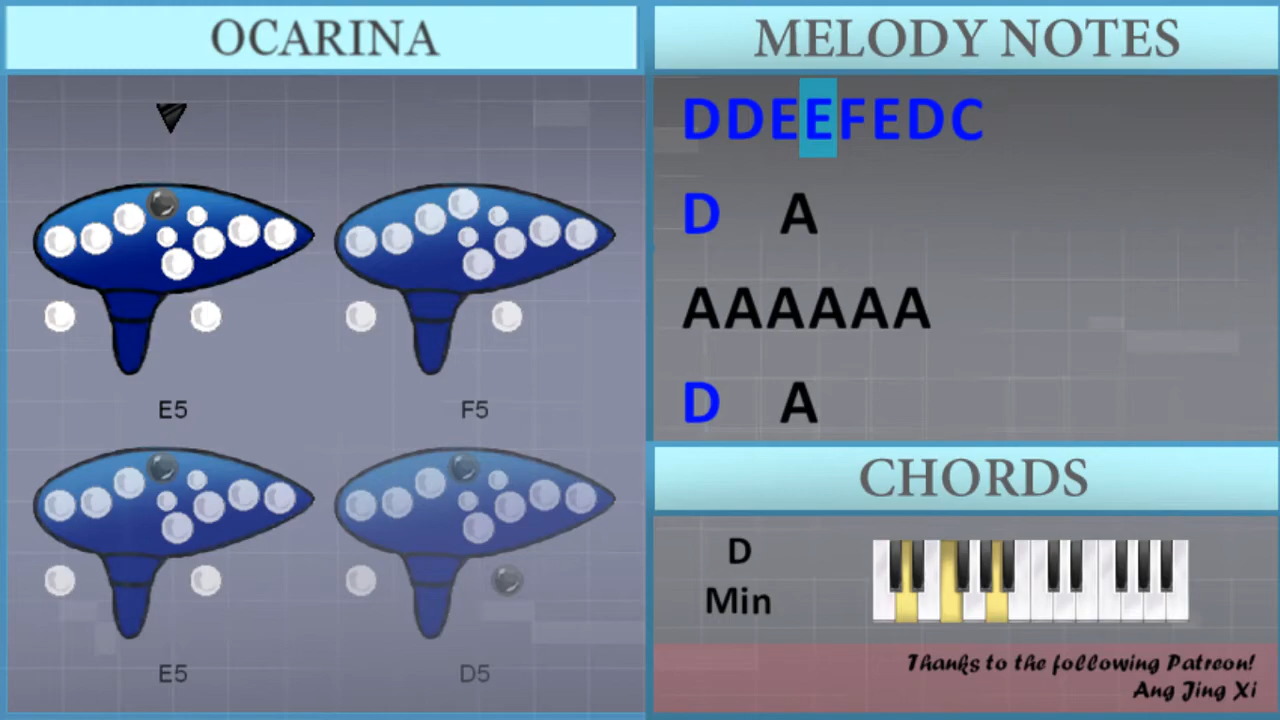 OCARINA
E5
F5
E5
D5
MELODY NOTES
DDEEFEDC
D A
AAAAAA
D A
CHORDS
D
Min
Thanks to the following Patreon!
Ang Jing Xi